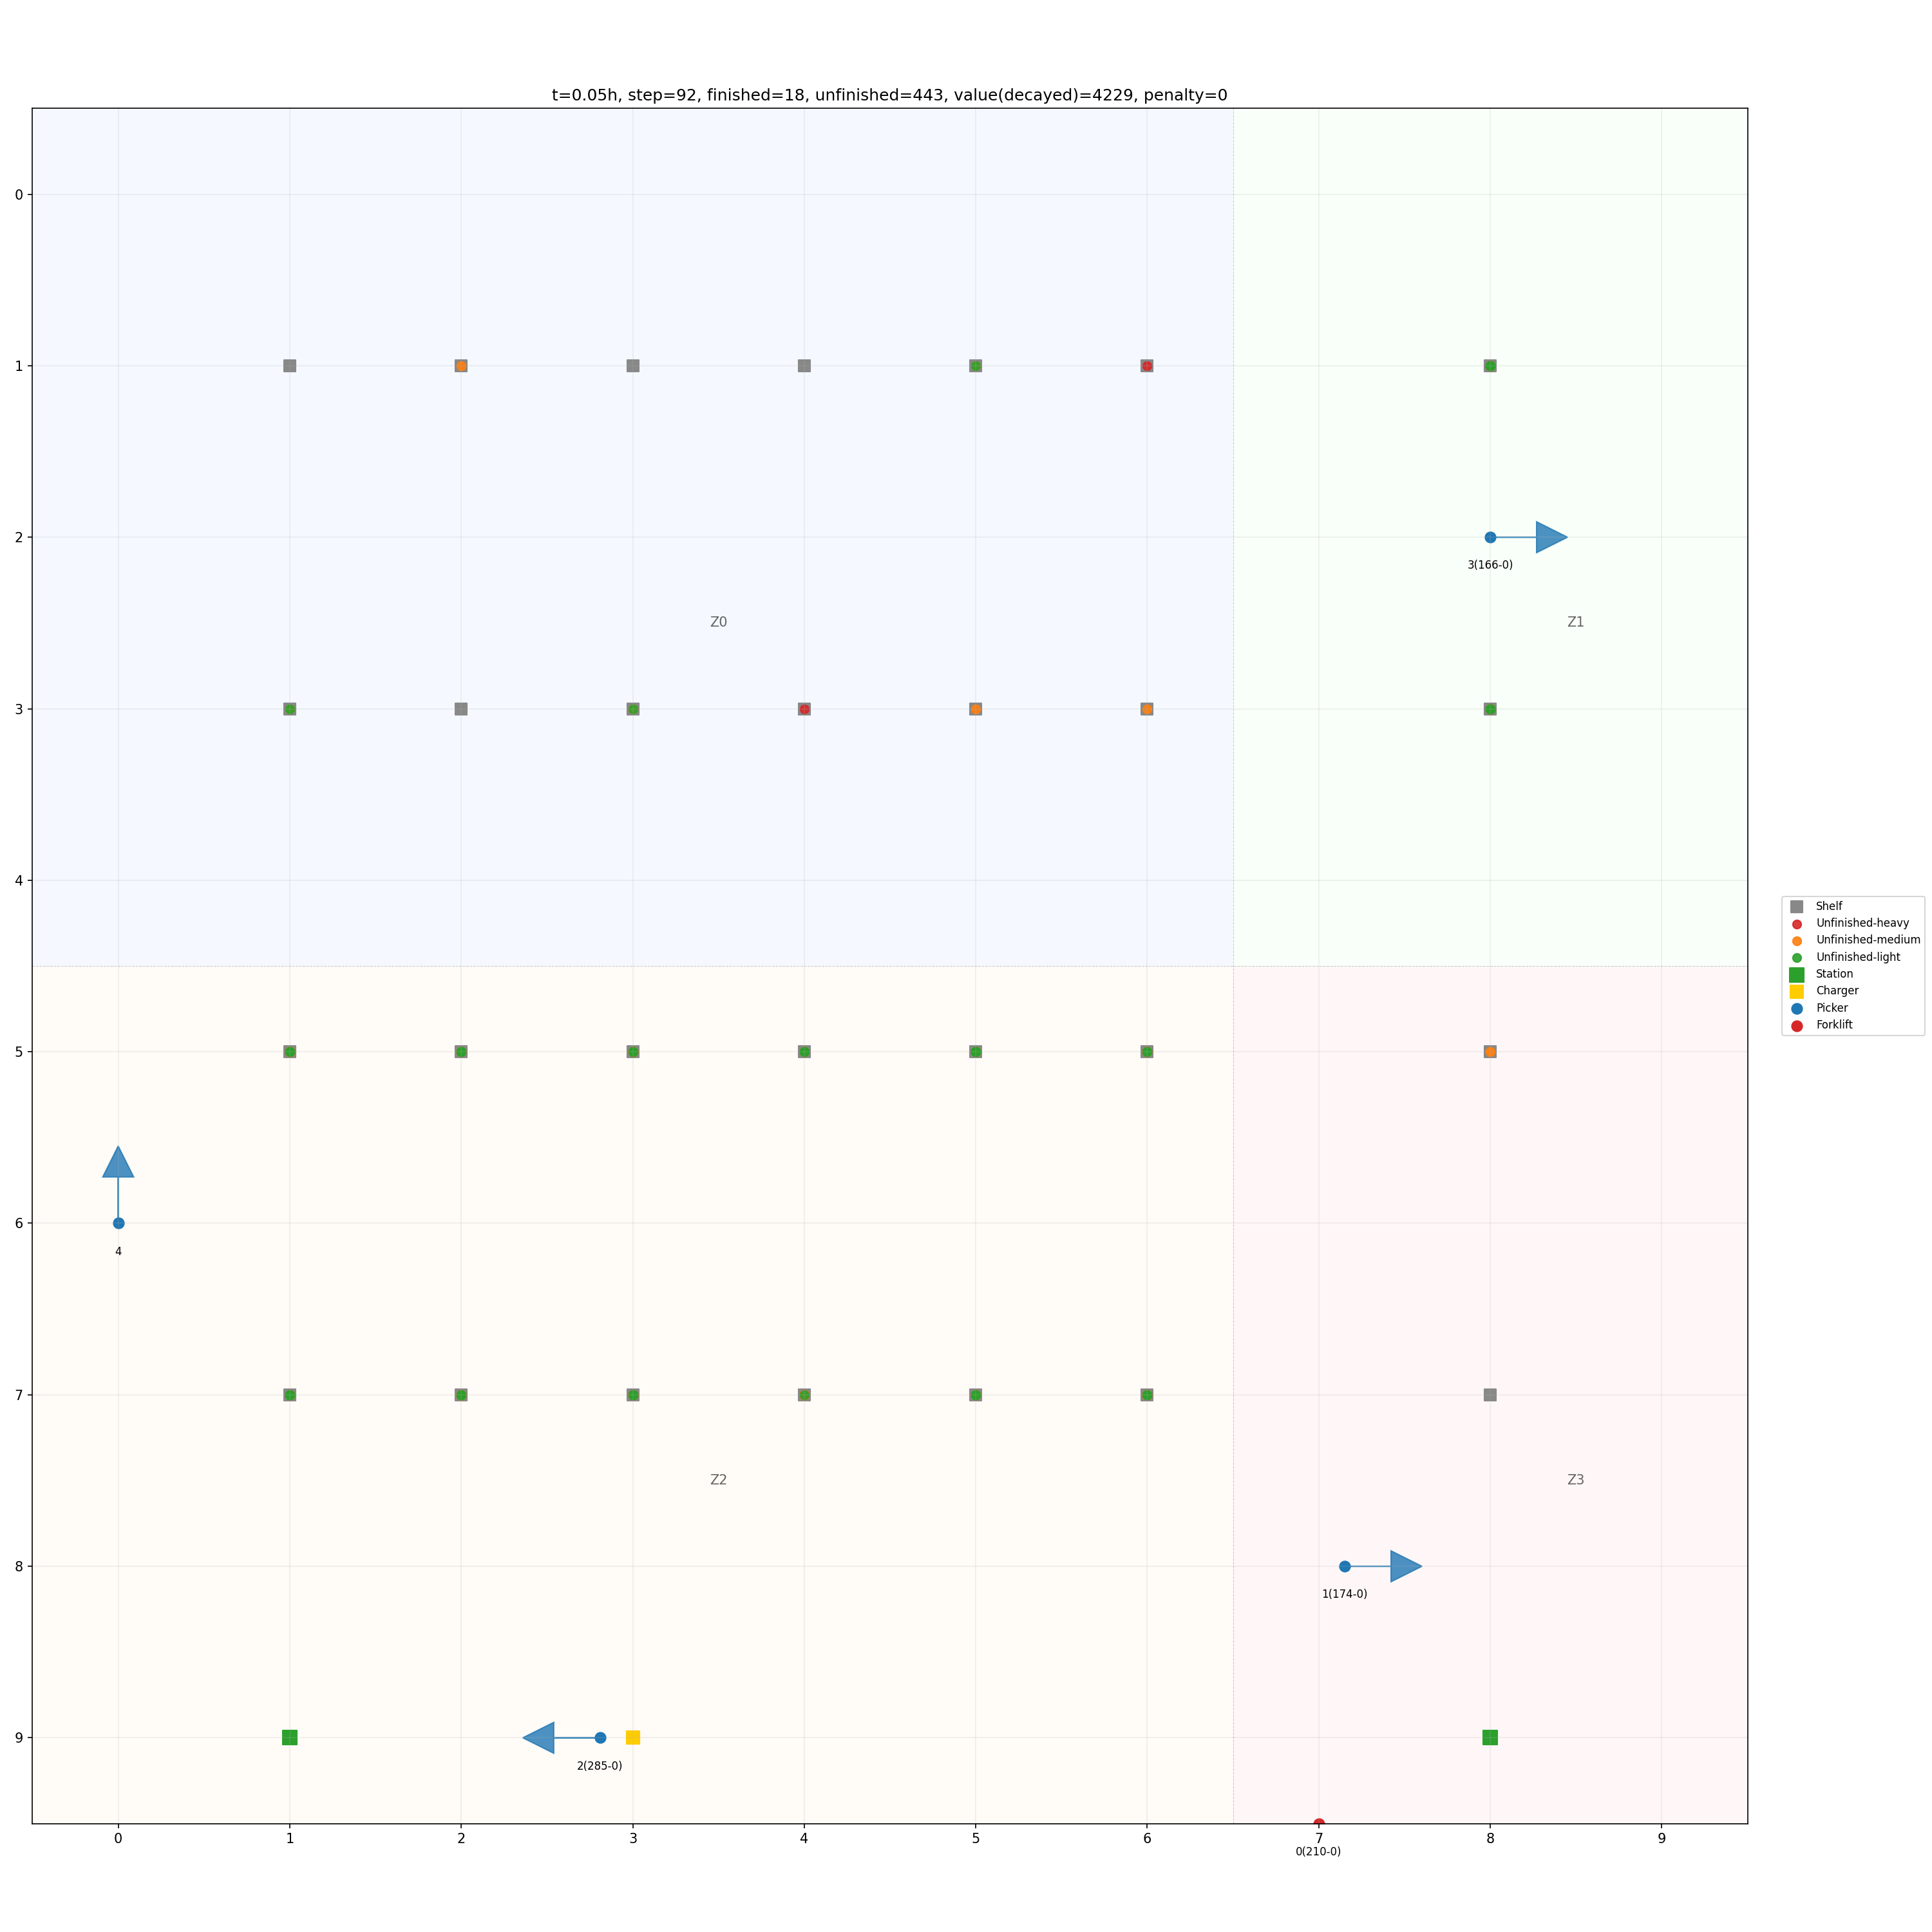 t=0.05h, step=92, finished=18, unfinished=443, value(decayed)=4229, penalty=0
0
1
2
3(166-0)
Z0
Z1
3
4
Shelf
Unfinished-heavy
Unfinished-medium
Unfinished-light
Station
Charger
Picker
Forklift
5
6
4
7
Z2
Z3
8
1(174-0)
9
2(285-0)
0 1 2 3 4 5 6 7 8 9
0(210-0)